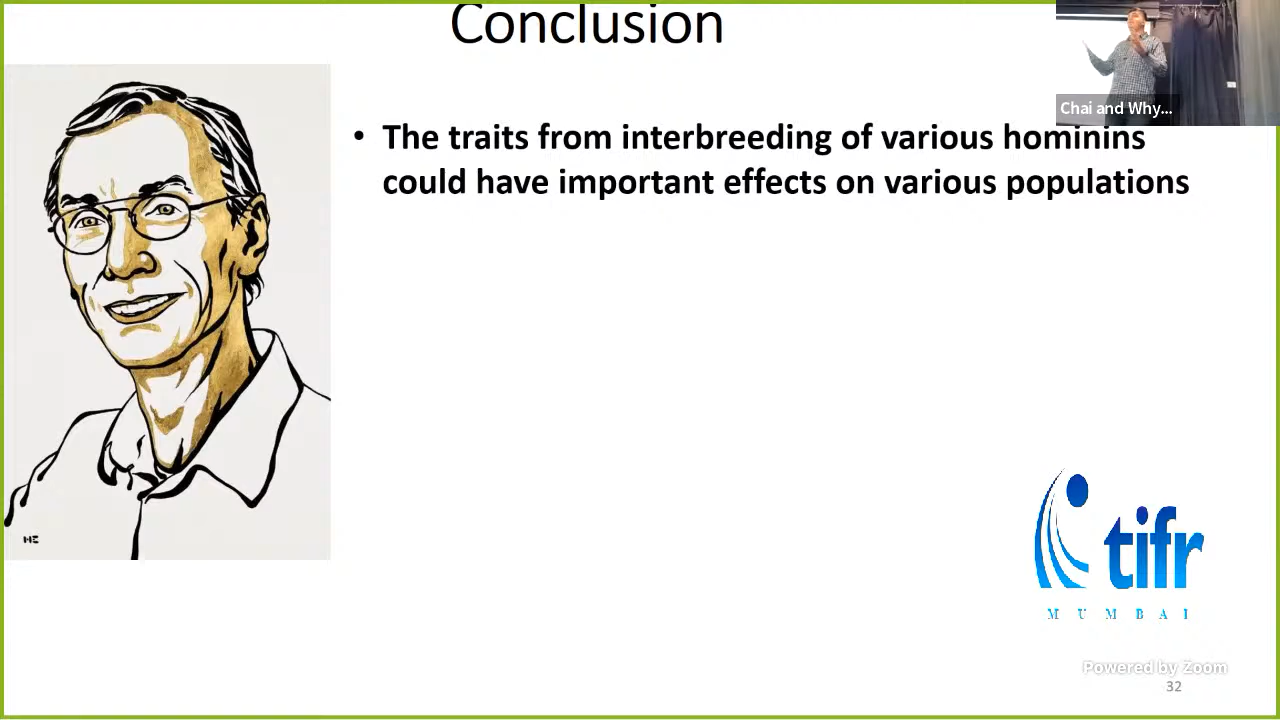 Conclusion
Chai and Why...
• The traits from interbreeding of various hominins
could have important effects on various populations
tifr
MUMBAI
Powered by Zoom
32